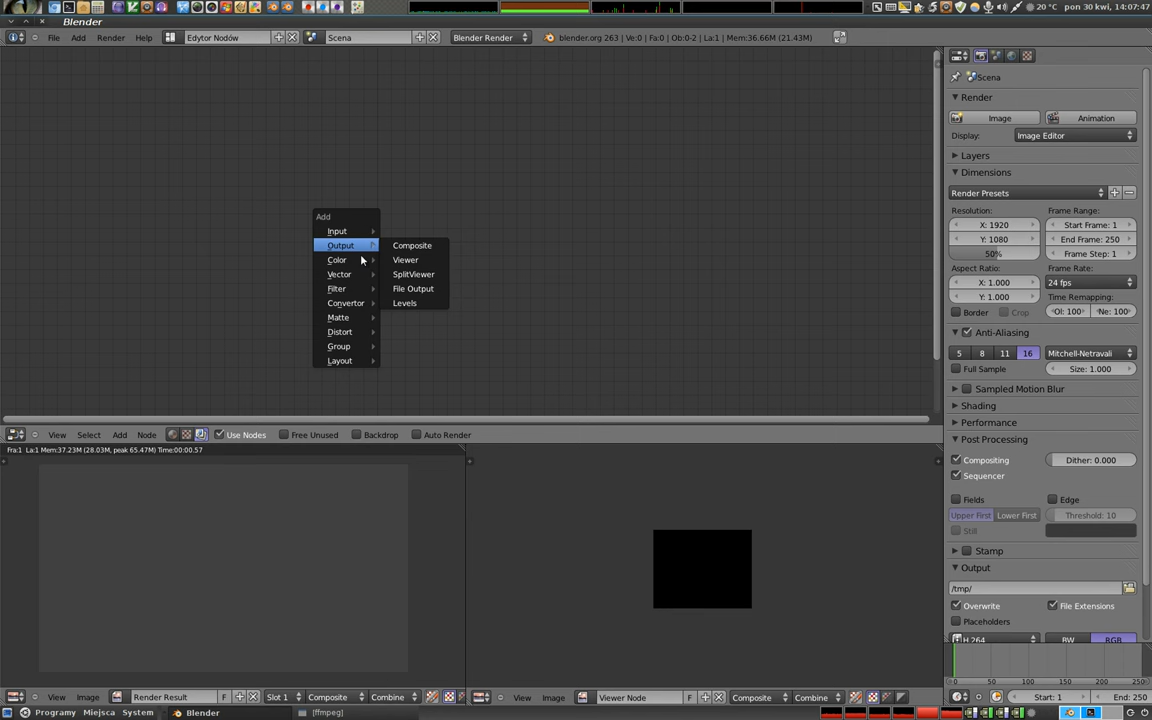 20 °C pon 30 kwi, 14:07:47
Blender
File Add Render Help Edytor Nodów Scena Blender Render blender.org 263 | Ve:0 | Fa:0 | Ob:0-2 | La:1 | Mem:36.66M (21.43M)
Scena
Render
Image Animation
Display: Image Editor
Layers
Dimensions
Render Presets
Resolution: Frame Range:
X: 1920 Start Frame: 1
Y: 1080 End Frame: 250
50% Frame Step: 1
Aspect Ratio: Frame Rate:
X: 1.000 24 fps
Y: 1.000 Time Remapping:
Border Crop Ol: 100 Ne: 100
Anti-Aliasing
5 8 11 16 Mitchell-Netravali
Full Sample Size: 1.000
Sampled Motion Blur
Shading
Performance
Post Processing
Compositing Dither: 0.000
Sequencer
Fields Edge
Upper First Lower First Threshold: 10
Still
Stamp
Output
/tmp/
Overwrite File Extensions
Placeholders
H.264 BW RGB
Add
Input
Output
Color
Vector
Filter
Convertor
Matte
Distort
Group
Layout
Composite
Viewer
SplitViewer
File Output
Levels
View Select Add Node Use Nodes Free Unused Backdrop Auto Render
Fra:1 La:1 Mem:37.23M (28.03M, peak 65.47M) Time:00:00.57
0 50 100 150 200 250
View Image Render Result F Slot 1 Composite Combine
View Image Viewer Node F Composite Combine
Start: 1 End: 250
Programy Miejsca System Blender [ffmpeg]